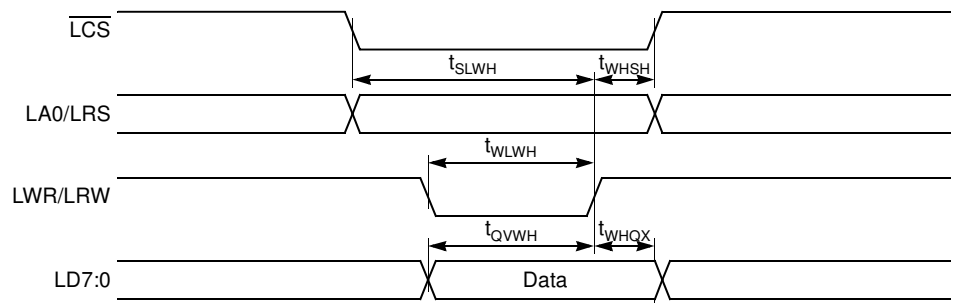 LCS
tSLWH tWHSH
LA0/LRS
tWLWH
LWR/LRW
tQVWH tWHQX
LD7:0 Data